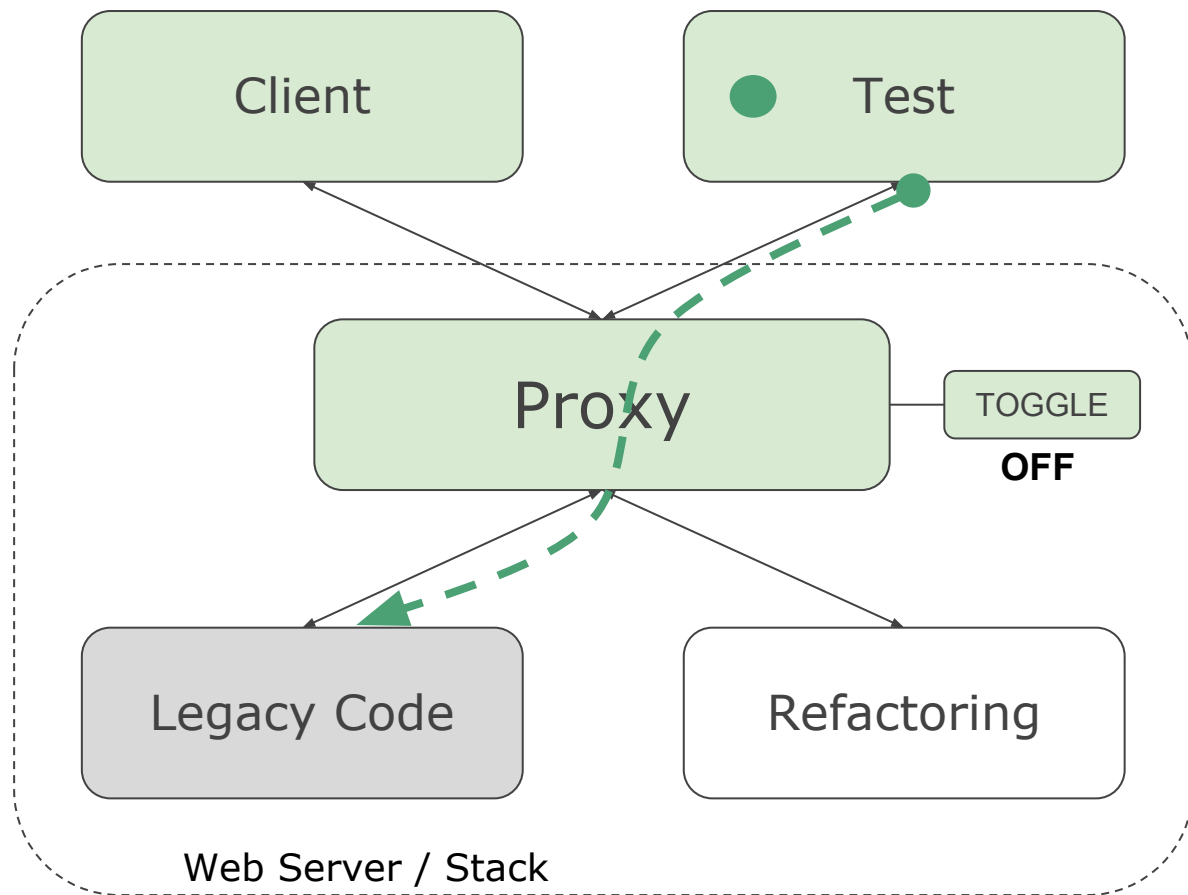 Client
Test
Proxy
TOGGLE
OFF
Legacy Code
Refactoring
Web Server / Stack